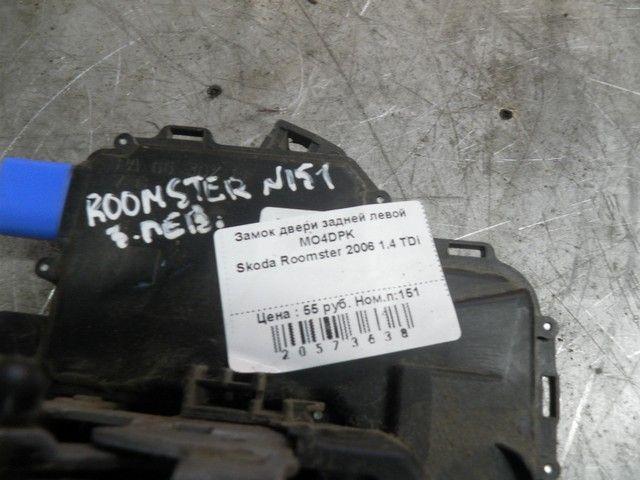 ROOMSTER N151
З.ЛЕВ.
Замок двери задней левой
MO4DPK
Skoda Roomster 2006 1.4 TDi
Цена : 55 руб. Ном.п:151
20573638